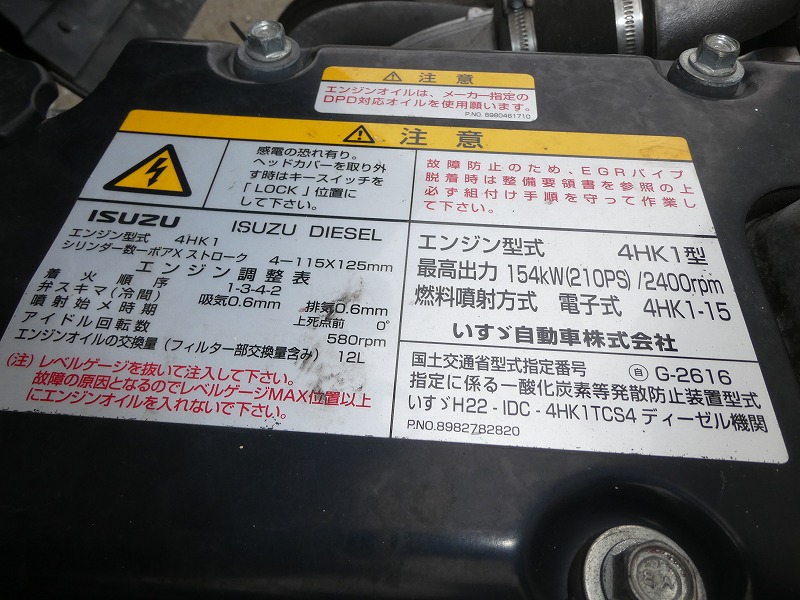 注意
エンジンオイルは、メーカー指定の
DPD対応オイルを使用願います。
P.NO. 8980461710
注意
感電の恐れ有り。
ヘッドカバーを取り外
す時はキースイッチを
「LOCK」位置に
して下さい。
故障防止のため、EGRパイプ
脱着時は整備要領書を参照の上
必ず組付け手順を守って作業し
て下さい。
ISUZU ISUZU DIESEL
エンジン型式 4HK1
シリンダー数ーボアXストローク 4－115X125mm
エンジン調整表
着火順序 1-3-4-2
弁スキマ(冷間) 吸気0.6mm 排気0.6mm
噴射始メ時期 上死点前 0°
アイドル回転数 580rpm
エンジンオイルの交換量(フィルター部交換量含み) 12L
(注)レベルゲージを抜いて注入して下さい。
故障の原因となるのでレベルゲージMAX位置以上
にエンジンオイルを入れないで下さい。
エンジン型式 4HK1型
最高出力 154kW(210PS)/2400rpm
燃料噴射方式 電子式 4HK1-15
いすゞ自動車株式会社
国土交通省型式指定番号 自 G-2616
指定に係る一酸化炭素等発散防止装置型式
いすゞH22-IDC-4HK1TCS4 ディーゼル機関
P.NO.8982782820